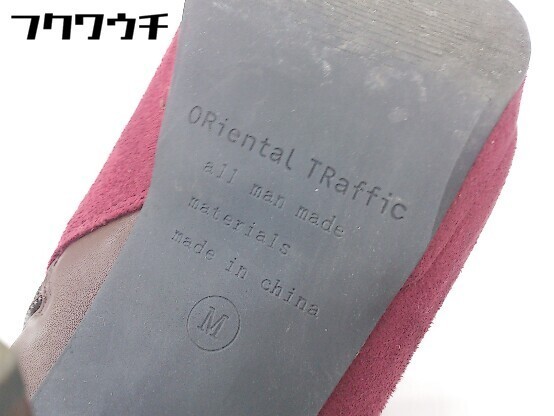 フクワウチ
ORiental TRaffic
all man made
materials
made in china
M